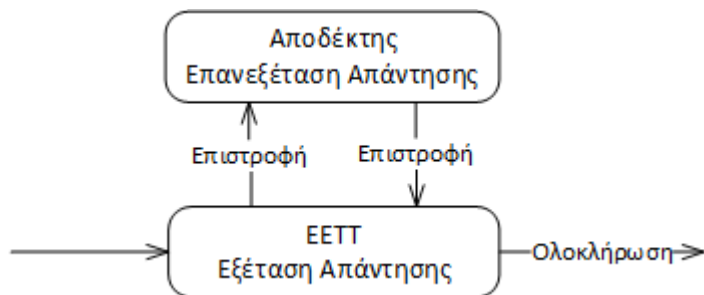 Αποδέκτης
Επανεξέταση Απάντησης
Επιστροφή
Επιστροφή
ΕΕΤΤ
Εξέταση Απάντησης
Ολοκλήρωση